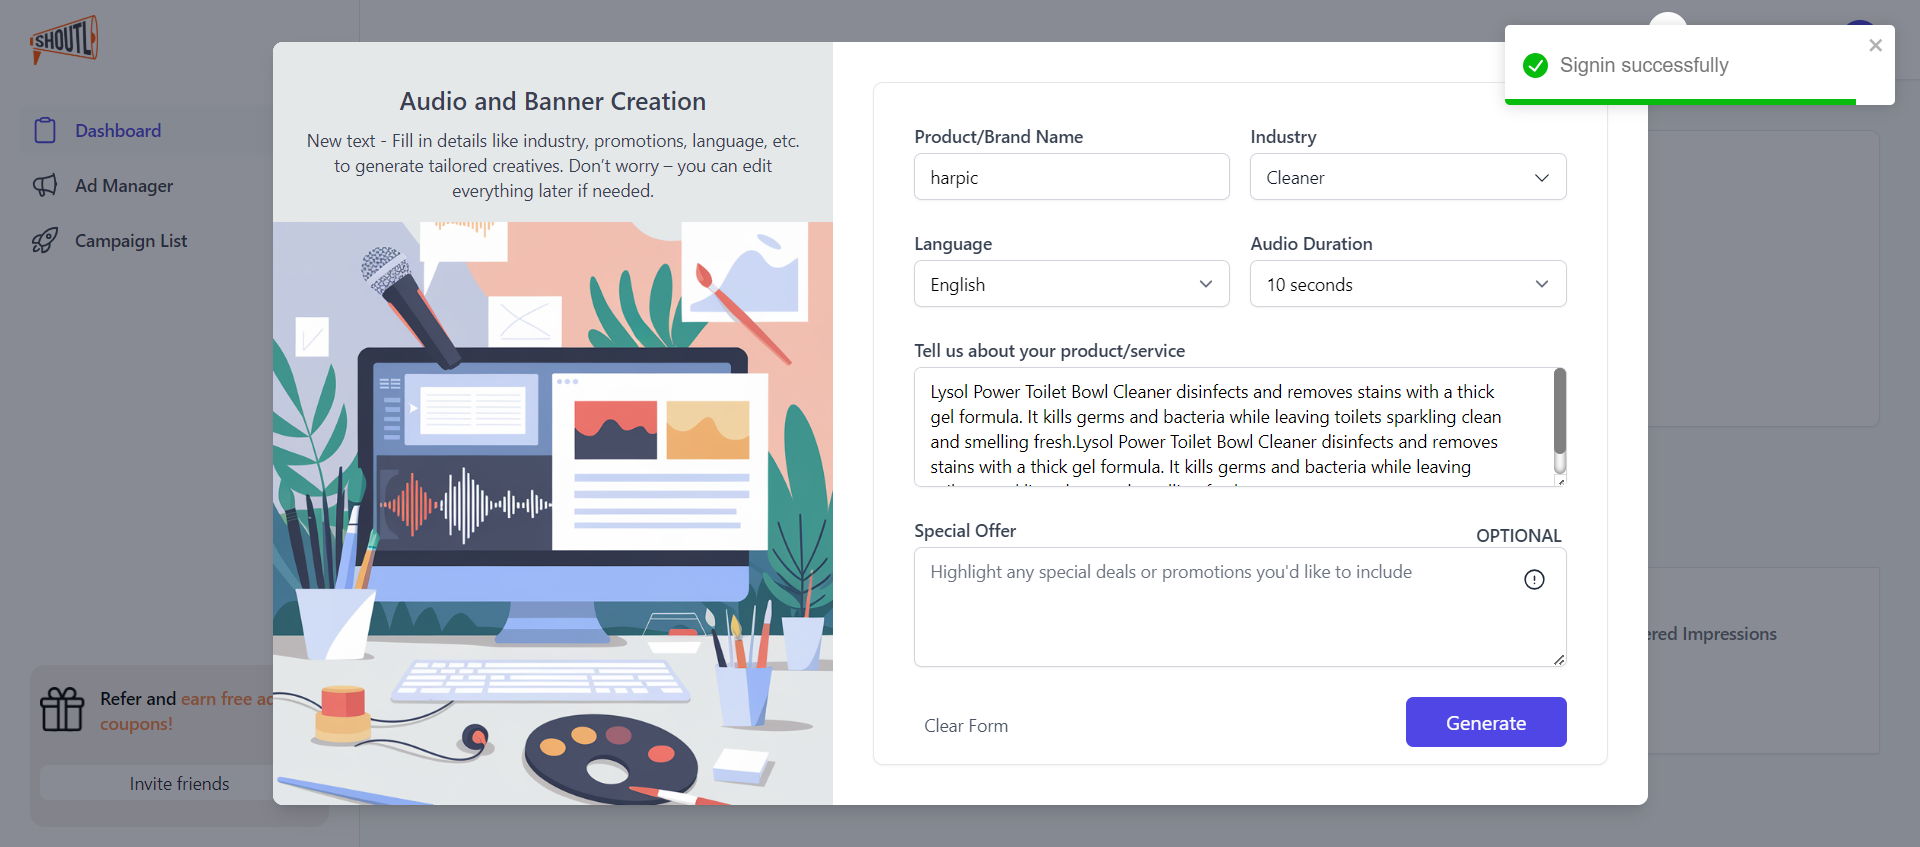 SHOUTL
Dashboard
Ad Manager
Campaign List
Refer and earn free
coupons!
Invite friends
Audio and Banner Creation
New text - Fill in details like industry, promotions, language, etc.
to generate tailored creatives. Don’t worry – you can edit
everything later if needed.
Signin successfully
Product/Brand Name
harpic
Industry
Cleaner
Language
English
Audio Duration
10 seconds
Tell us about your product/service
Lysol Power Toilet Bowl Cleaner disinfects and removes stains with a thick
gel formula. It kills germs and bacteria while leaving toilets sparkling clean
and smelling fresh.Lysol Power Toilet Bowl Cleaner disinfects and removes
stains with a thick gel formula. It kills germs and bacteria while leaving
Special Offer
OPTIONAL
Highlight any special deals or promotions you'd like to include
Clear Form
Generate
Impressions